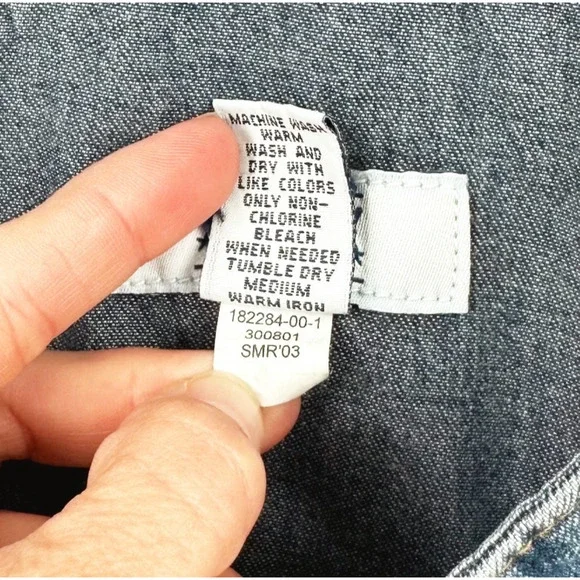 MACHINE WASH
WARM
WASH AND
DRY WITH
LIKE COLORS
ONLY NON-
CHLORINE
BLEACH
WHEN NEEDED
TUMBLE DRY
MEDIUM
WARM IRON
182284-00-1
300801
SMR'03